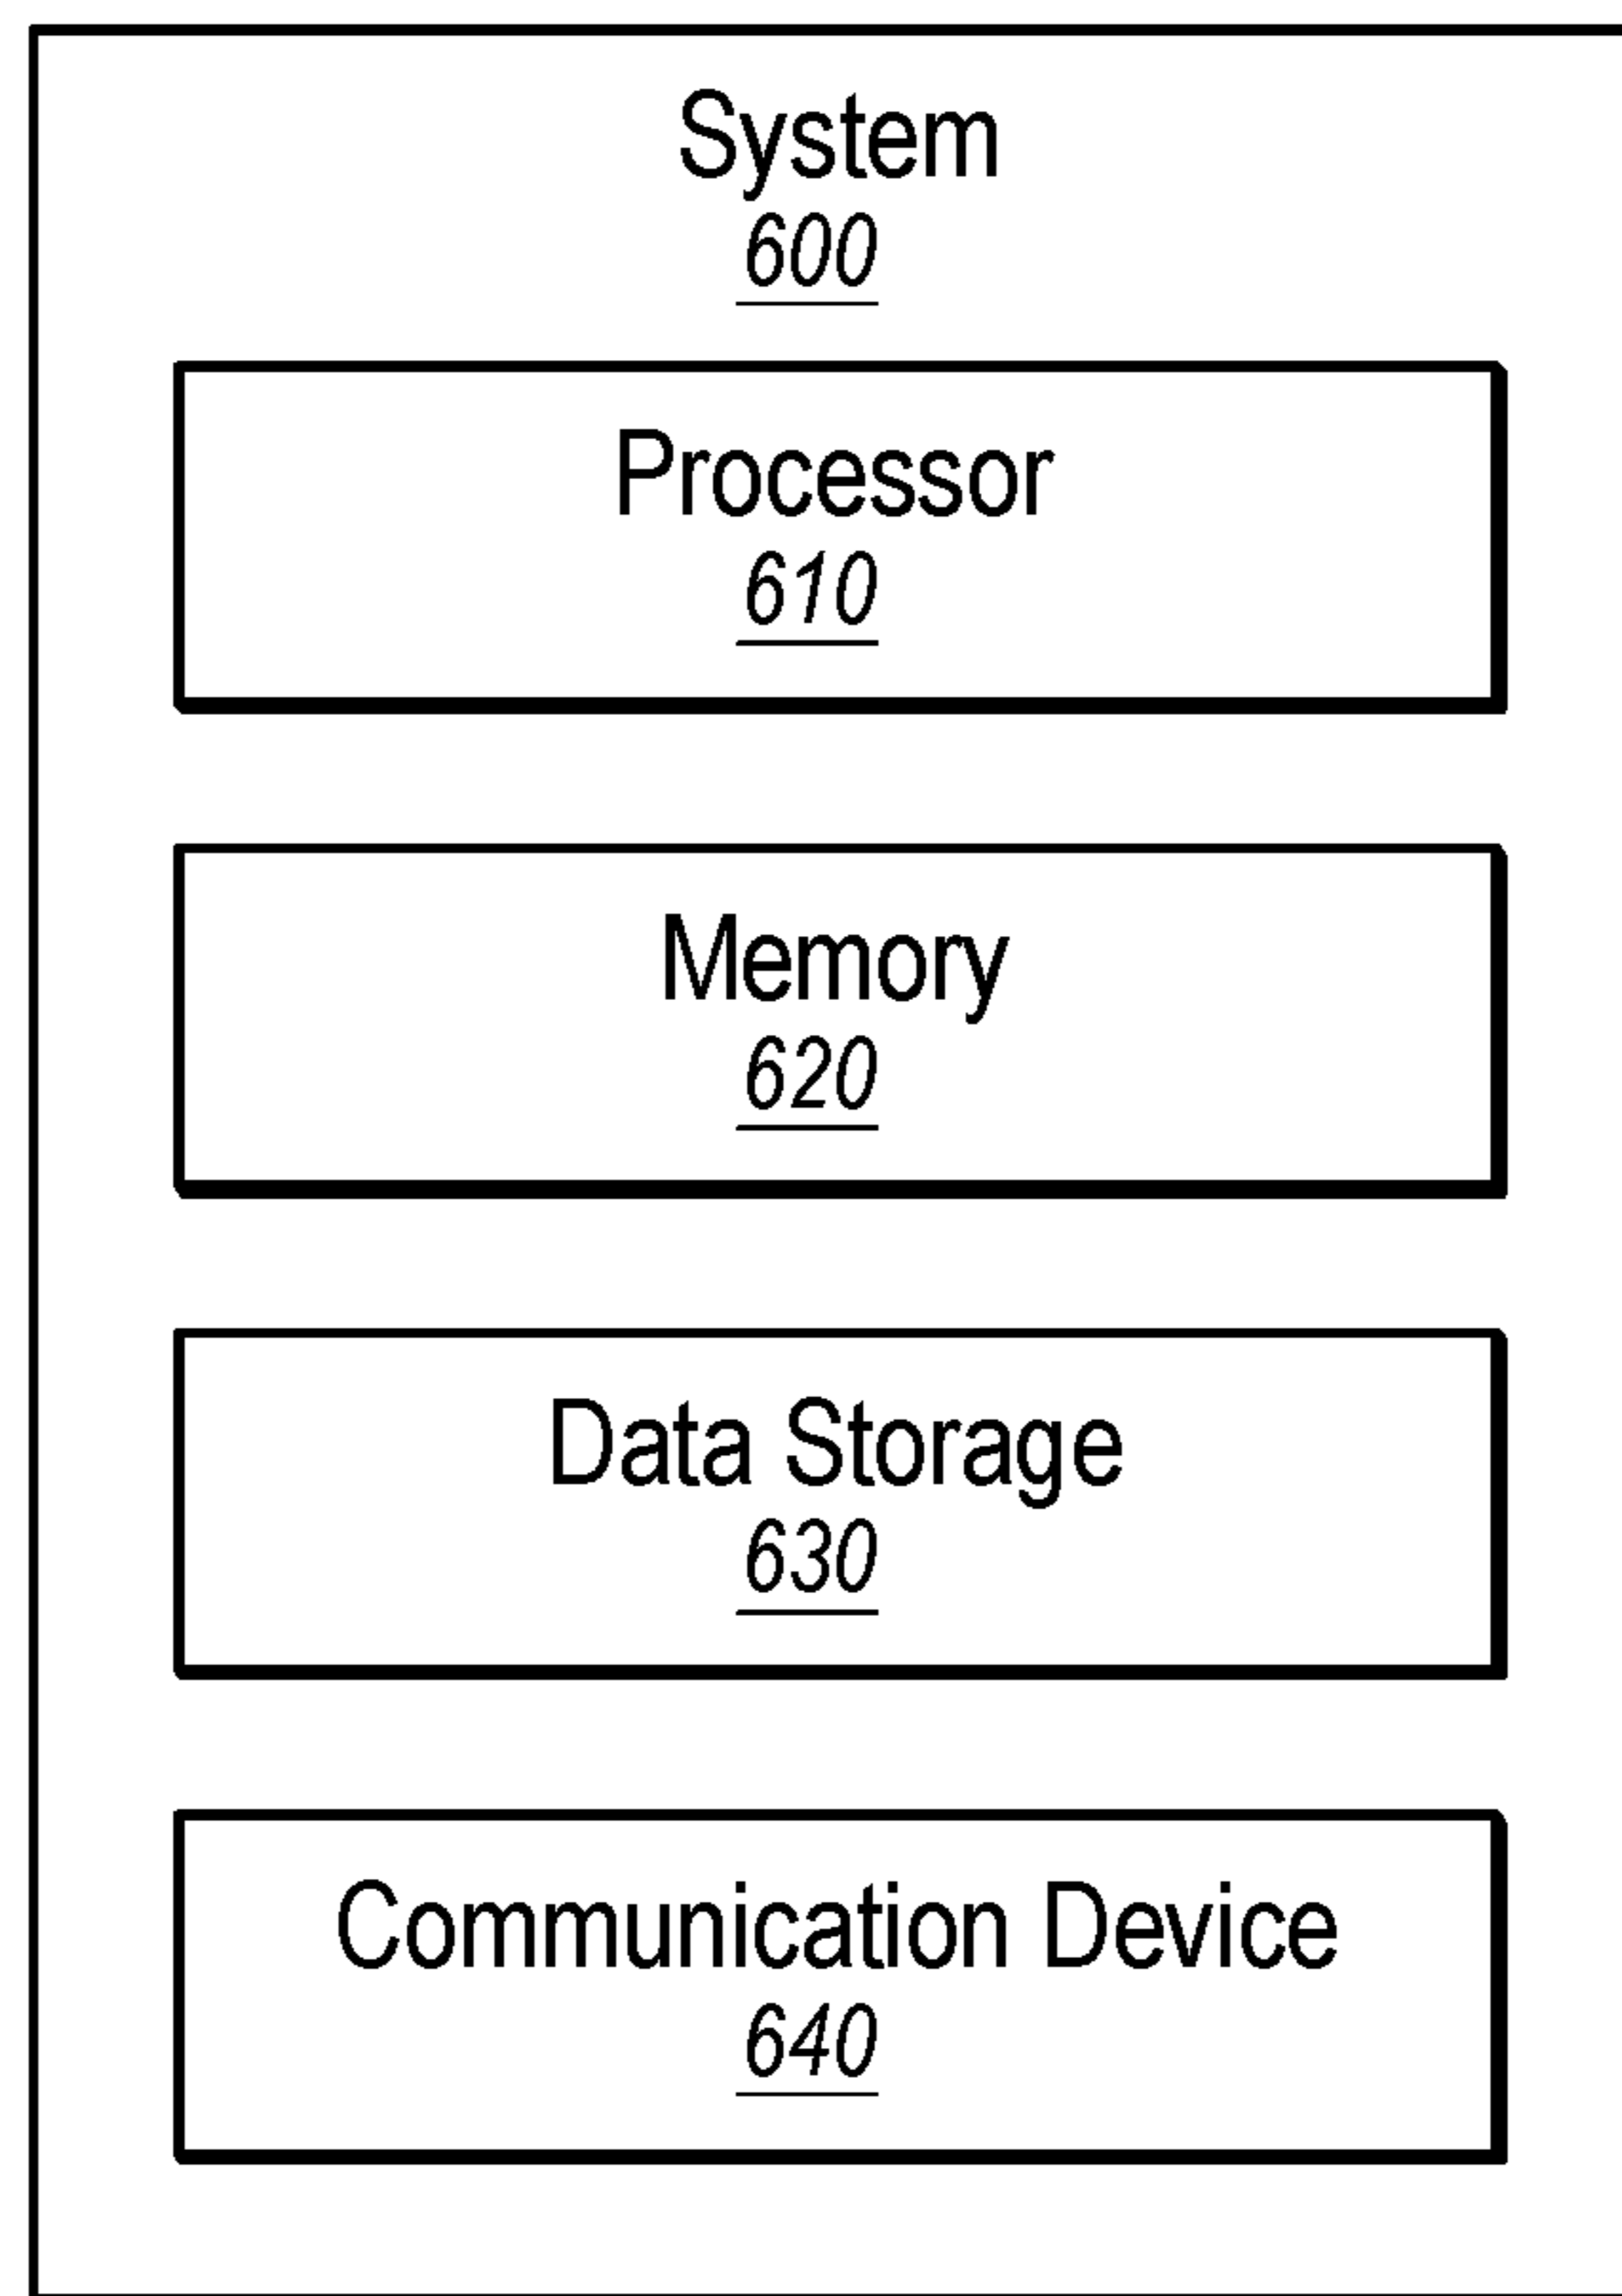 System
600
Processor
610
Memory
620
Data Storage
630
Communication Device
640